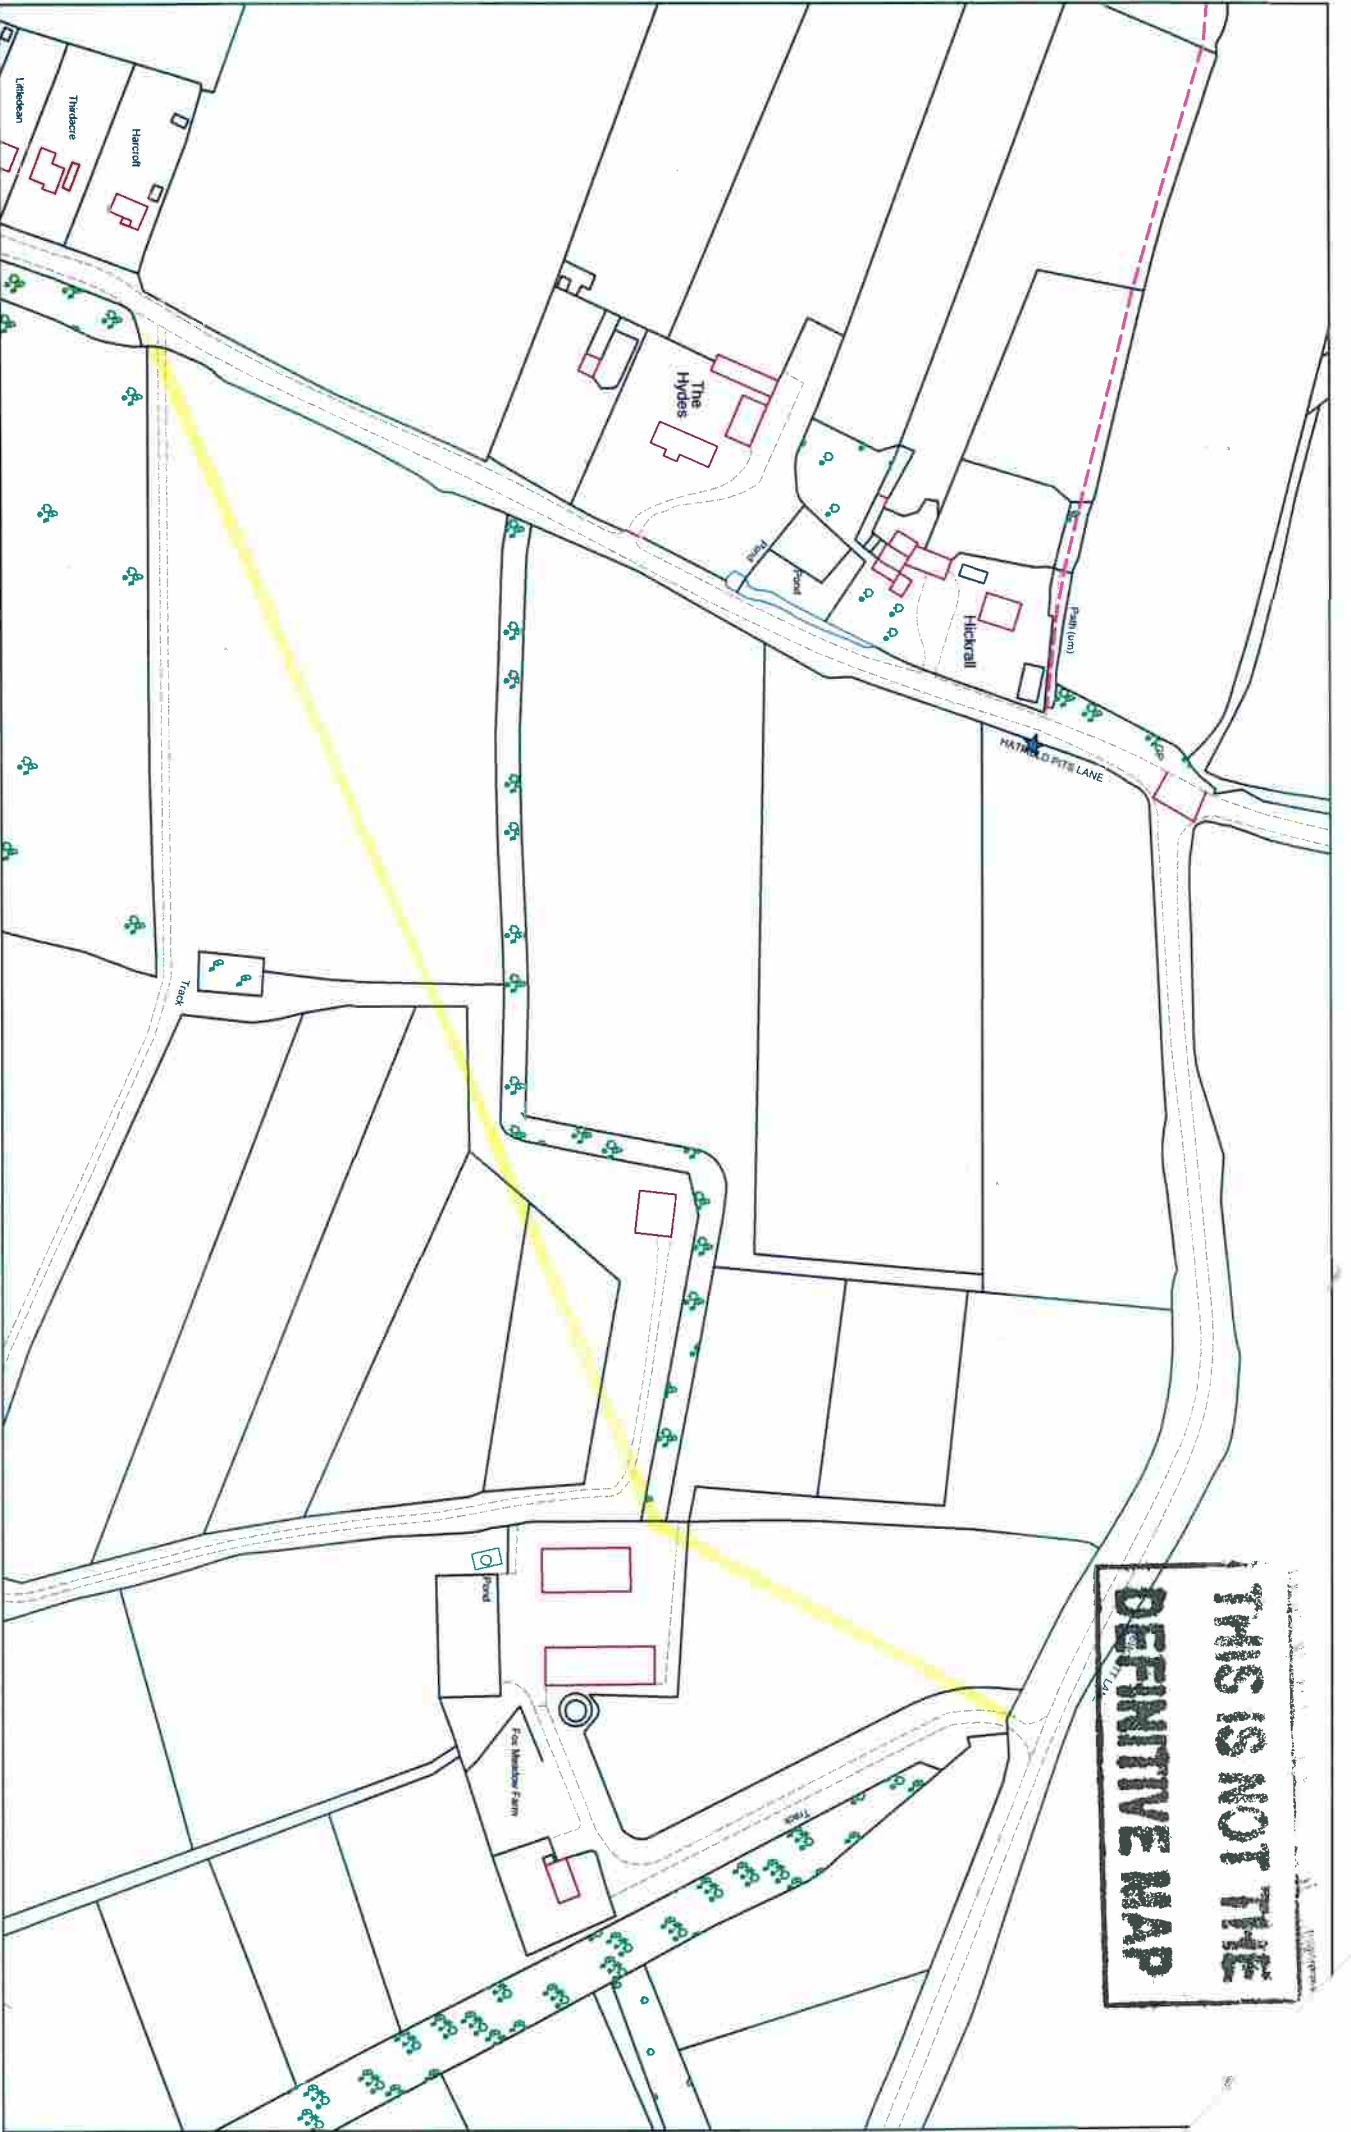 THIS IS NOT THE
DEFINITIVE MAP
Path (um)
Hickrall
HATFIELD PITS LANE
The
Hydes
Pond
Pond
Harcroft
Thirdacre
Littledean
Track
Track
Pond
Fox Meadow Farm